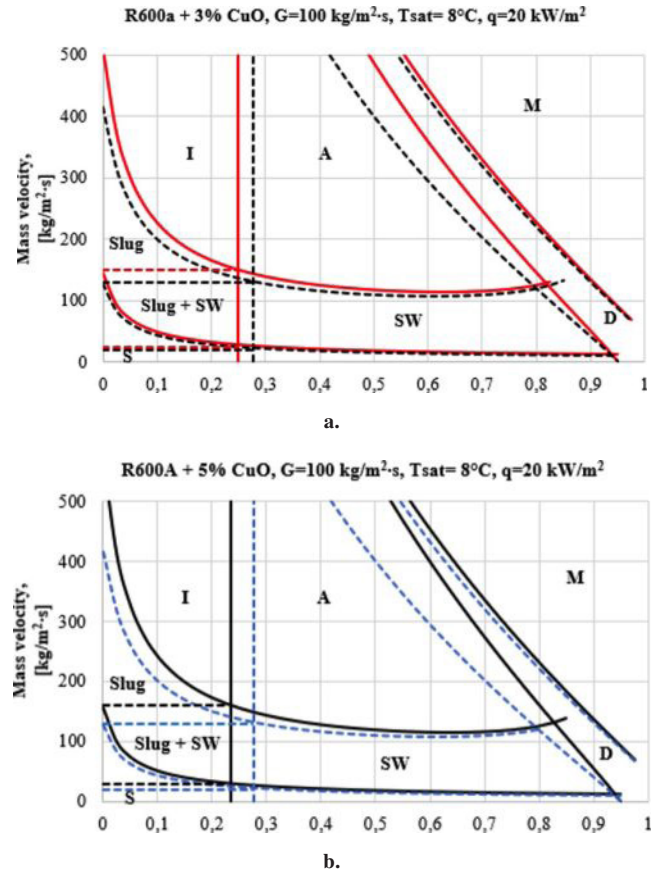 R600a + 3% CuO, G=100 kg/m²·s, Tsat= 8°C, q=20 kW/m²
500
400
300
200
100
0
Mass velocity,
[kg/m²·s]
M
I
A
Slug
Slug + SW
SW
D
S
0 0,1 0,2 0,3 0,4 0,5 0,6 0,7 0,8 0,9 1
a.
R600A + 5% CuO, G=100 kg/m²·s, Tsat= 8°C, q=20 kW/m²
500
400
300
200
100
0
Mass velocity,
[kg/m²·s]
M
I
A
Slug
Slug + SW
SW
D
S
0 0,1 0,2 0,3 0,4 0,5 0,6 0,7 0,8 0,9 1
b.